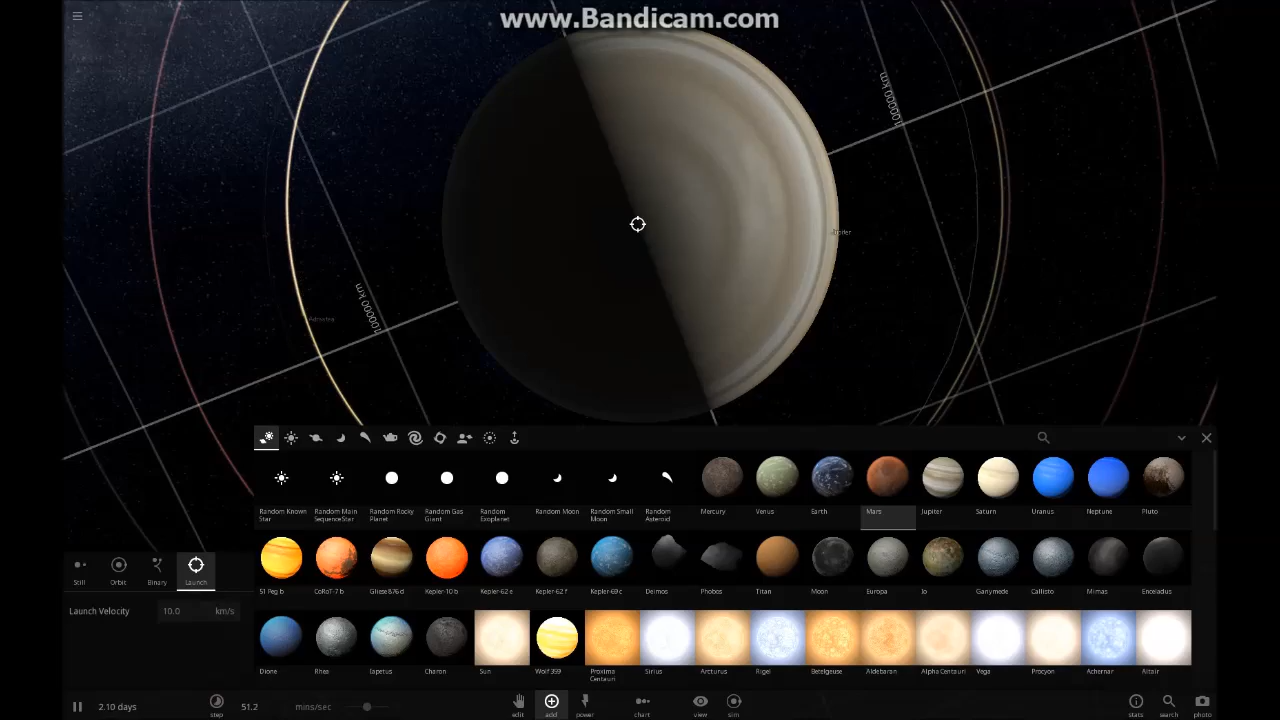 www.Bandicam.com
100000 km
Jupiter
100000 km
Adrastea
Random Known Star
Random Main Sequence Star
Random Rocky Planet
Random Gas Giant
Random Exoplanet
Random Moon
Random Small Moon
Random Asteroid
Mercury
Venus
Earth
Mars
Jupiter
Saturn
Uranus
Neptune
Pluto
51 Peg b
CoRoT-7 b
Gliese 876 d
Kepler-10 b
Kepler-62 e
Kepler-62 f
Kepler-69 c
Deimos
Phobos
Titan
Moon
Europa
Io
Ganymede
Callisto
Mimas
Enceladus
Still
Orbit
Binary
Launch
Launch Velocity 10.0 km/s
Dione
Rhea
Iapetus
Charon
Sun
Wolf 359
Proxima Centauri
Sirius
Arcturus
Rigel
Betelgeuse
Aldebaran
Alpha Centauri
Vega
Procyon
Achernar
Altair
2.10 days
step
51.2 mins/sec
edit
add
power
chart
view
sim
stats
search
photo